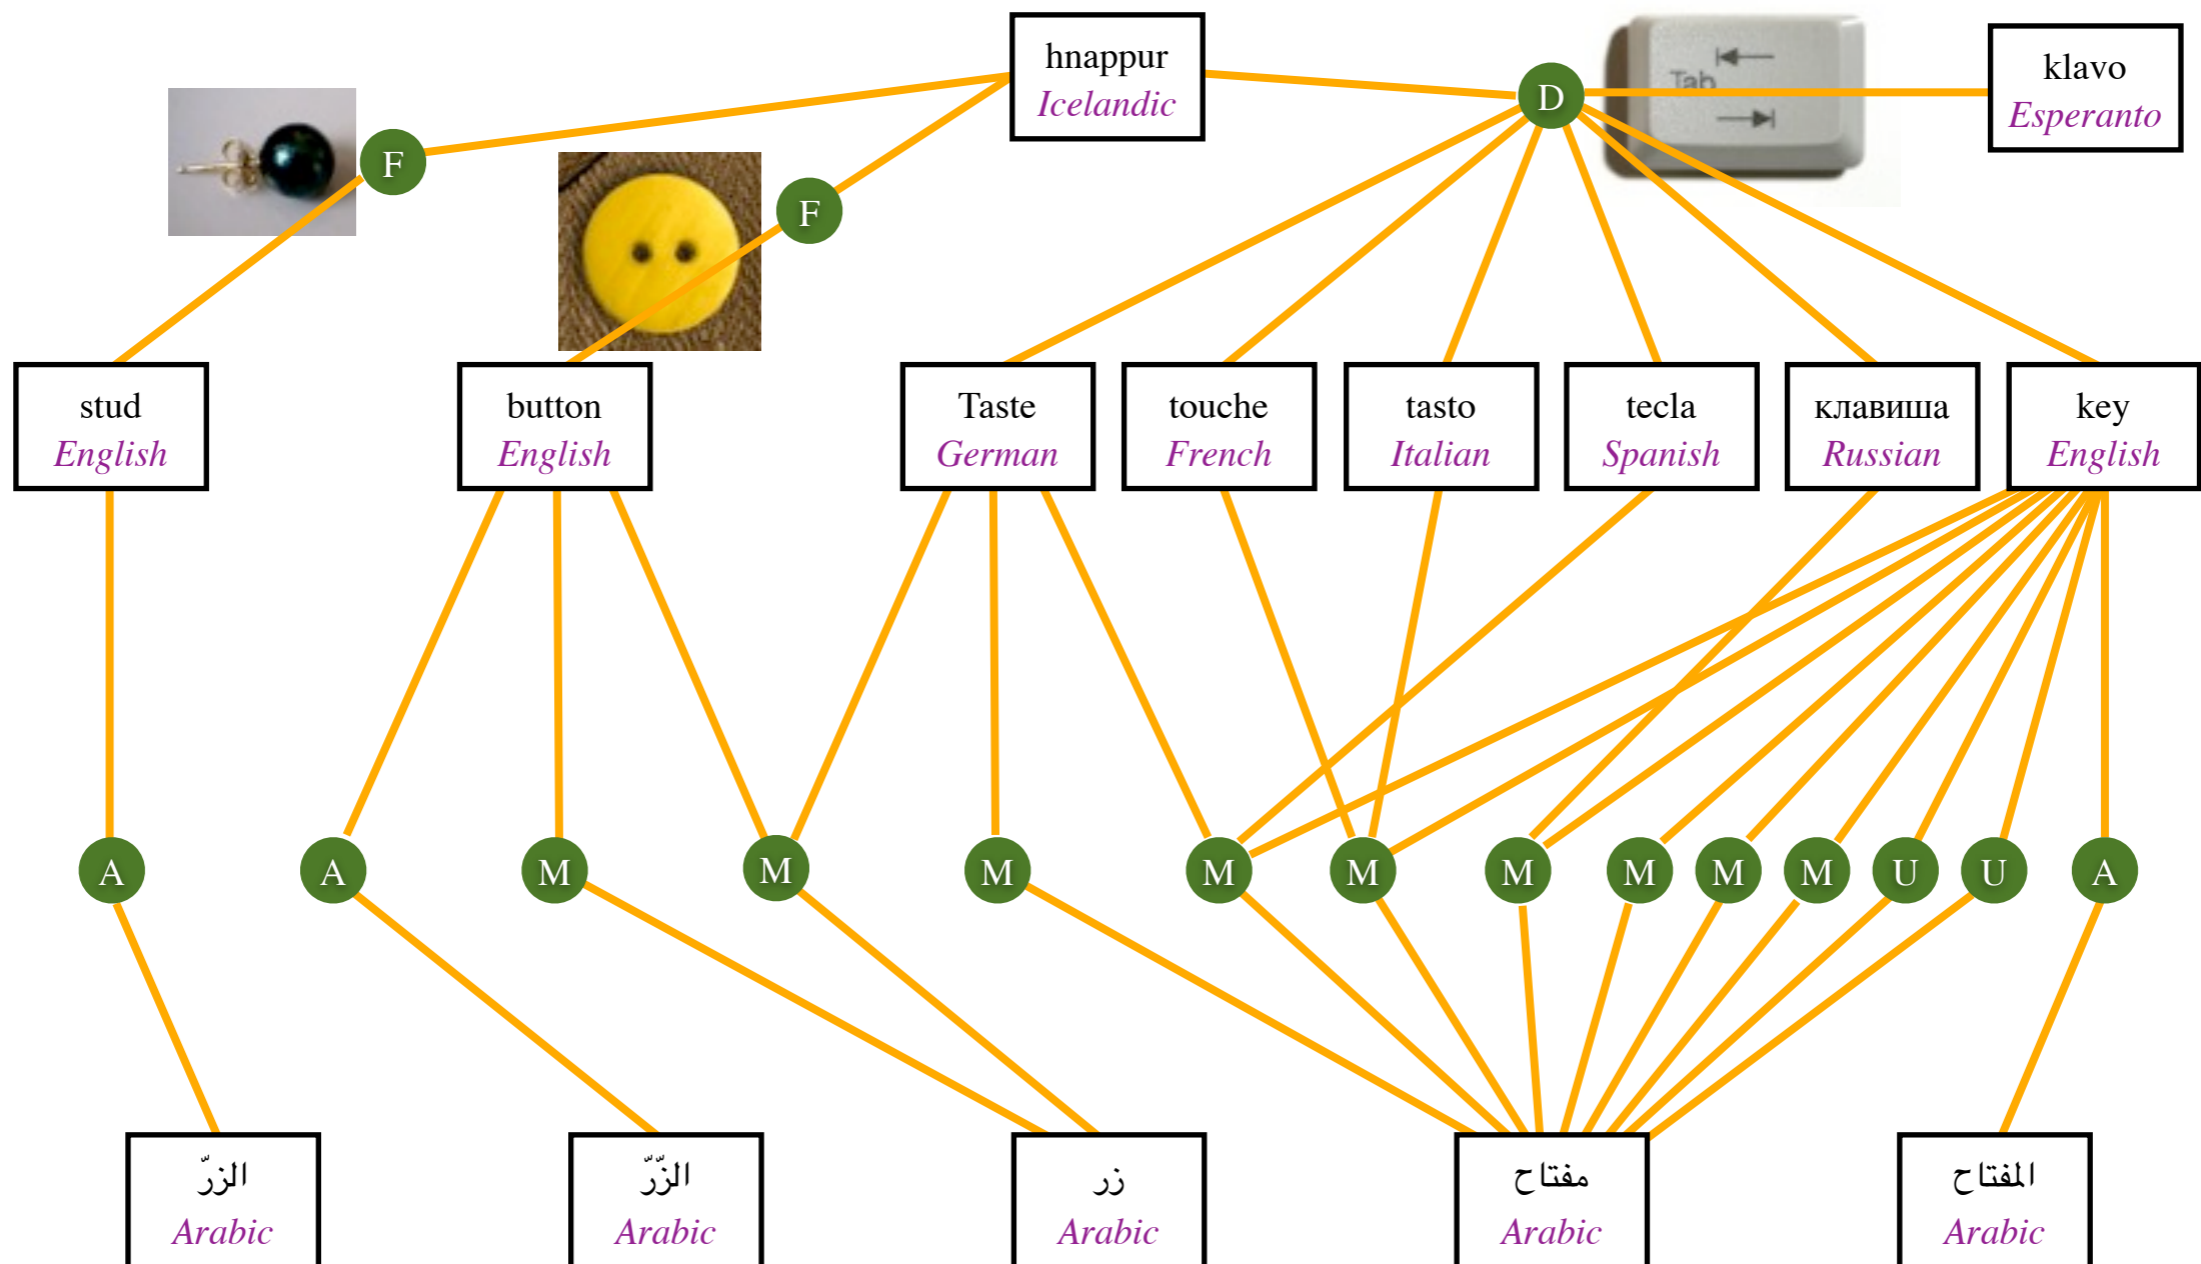 hnappur
Icelandic
D
Tab
klavo
Esperanto
F
F
stud
English
button
English
Taste
German
touche
French
tasto
Italian
tecla
Spanish
клавиша
Russian
key
English
A
A
M
M
M
M
M
M
M
M
M
U
U
A
الزرّ
Arabic
الزّرّ
Arabic
زر
Arabic
مفتاح
Arabic
المفتاح
Arabic